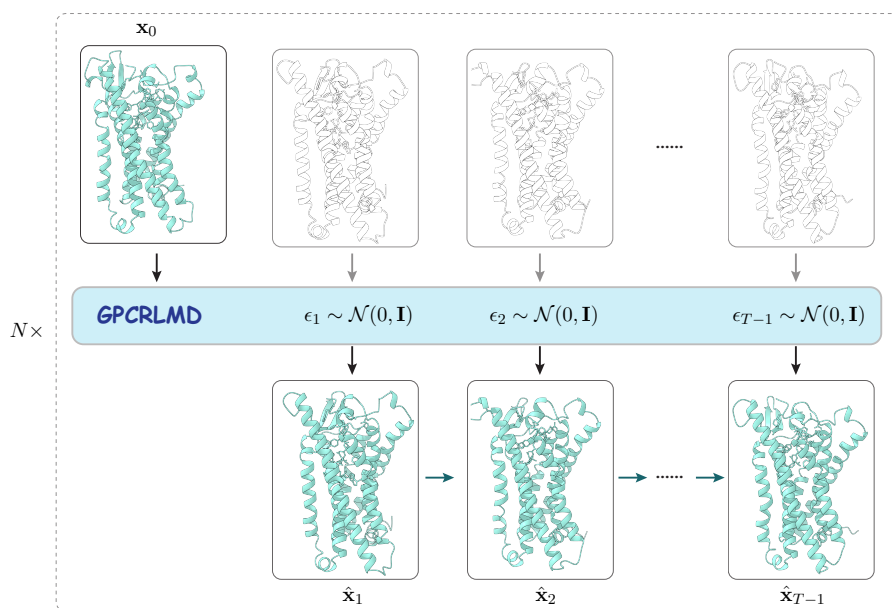 𝐱₀
......
GPCRLMD ϵ₁ ∼ 𝒩(0, 𝐈) ϵ₂ ∼ 𝒩(0, 𝐈) ϵ_{T−1} ∼ 𝒩(0, 𝐈)
N×
......
𝐱̂₁ 𝐱̂₂ 𝐱̂_{T−1}